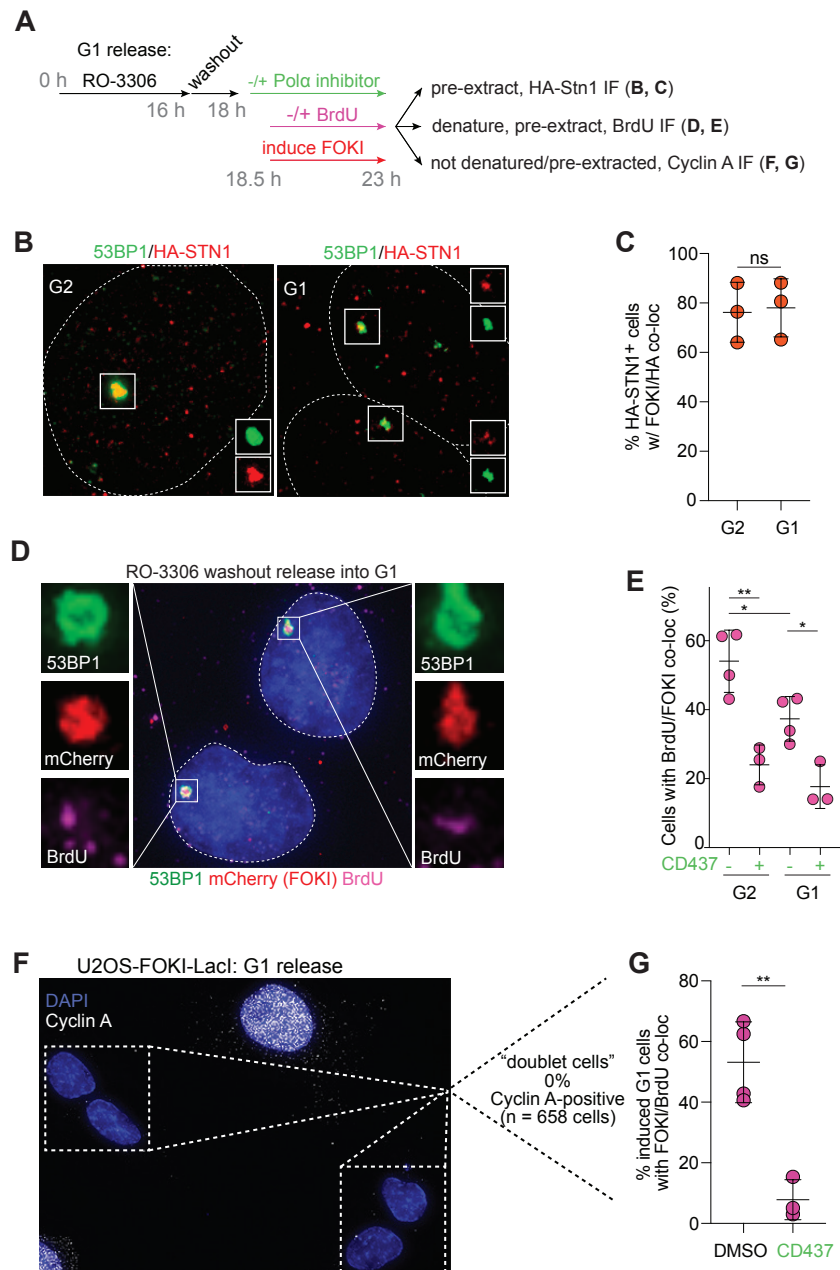 A
G1 release:
0 h
RO-3306
washout
16 h
18 h
-/+ Polα inhibitor
-/+ BrdU
induce FOKI
18.5 h
23 h
pre-extract, HA-Stn1 IF (B, C)
denature, pre-extract, BrdU IF (D, E)
not denatured/pre-extracted, Cyclin A IF (F, G)
B
53BP1/HA-STN1
53BP1/HA-STN1
G2
G1
C
% HA-STN1+ cells
w/ FOKI/HA co-loc
100
80
60
40
20
0
ns
G2
G1
D
RO-3306 washout release into G1
53BP1
mCherry
BrdU
53BP1
mCherry
BrdU
53BP1 mCherry (FOKI) BrdU
E
Cells with BrdU/FOKI co-loc (%)
60
40
20
0
**
*
*
CD437
-
+
-
+
G2
G1
F
U2OS-FOKI-LacI: G1 release
DAPI
Cyclin A
“doublet cells”
0%
Cyclin A-positive
(n = 658 cells)
G
% induced G1 cells
with FOKI/BrdU co-loc
80
60
40
20
0
**
DMSO
CD437